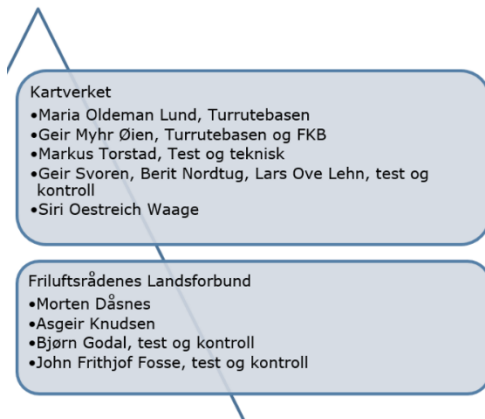 Kartverket
•Maria Oldeman Lund, Turrutebasen
•Geir Myhr Øien, Turrutebasen og FKB
•Markus Torstad, Test og teknisk
•Geir Svoren, Berit Nordtug, Lars Ove Lehn, test og
kontroll
•Siri Oestreich Waage
Friluftsrådenes Landsforbund
•Morten Dåsnes
•Asgeir Knudsen
•Bjørn Godal, test og kontroll
•John Frithjof Fosse, test og kontroll